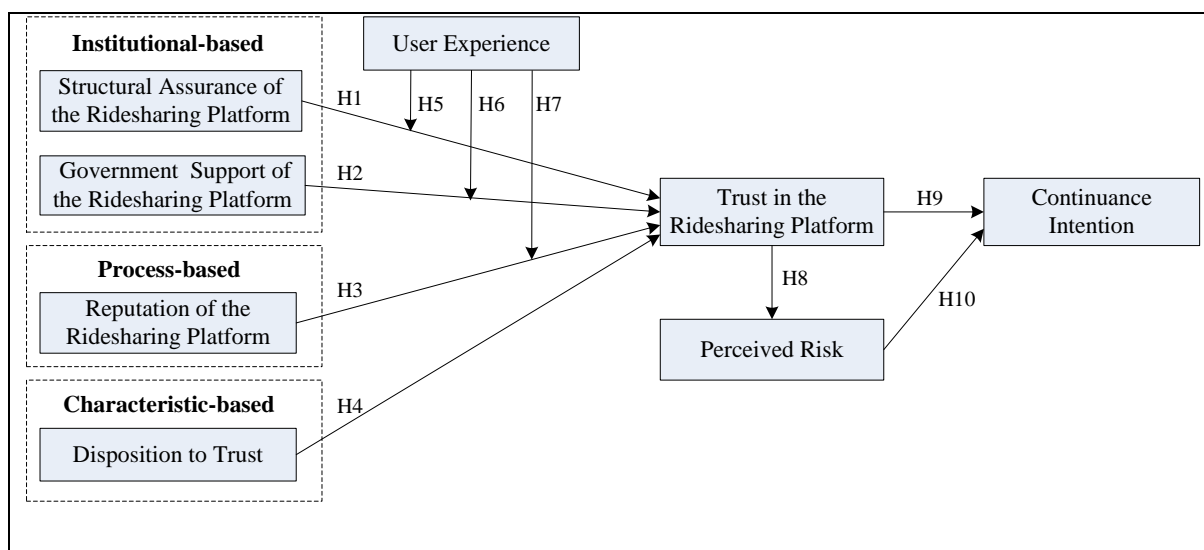 Institutional-based
Structural Assurance of
the Ridesharing Platform
Government Support of
the Ridesharing Platform
Process-based
Reputation of the
Ridesharing Platform
Characteristic-based
Disposition to Trust
User Experience
H1
H2
H3
H4
H5
H6
H7
Trust in the
Ridesharing Platform
H8
Perceived Risk
H9
H10
Continuance
Intention